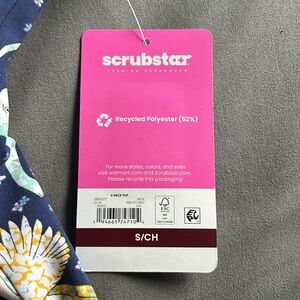 scrubstar
PREMIUM SCRUBWEAR
Recycled Polyester (52%)
For more styles, colors, and sizes
visit walmart.com and scrubstar.com.
Please recycle this packaging.
V-NECK TOP
FSC
S/CH